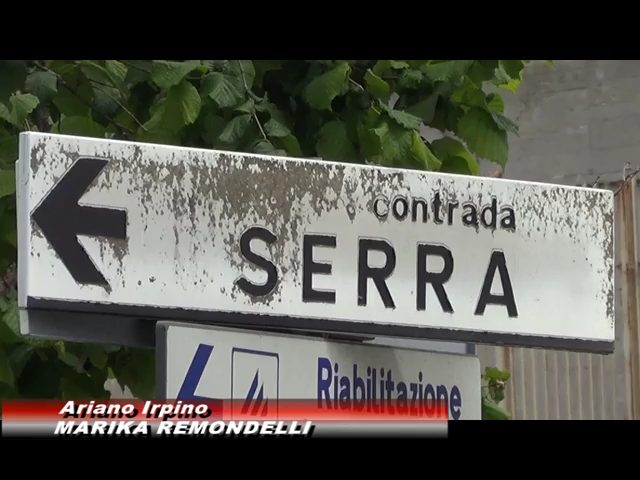 contrada
SERRA
Riabilitazione
Ariano Irpino
MARIKA REMONDELLI